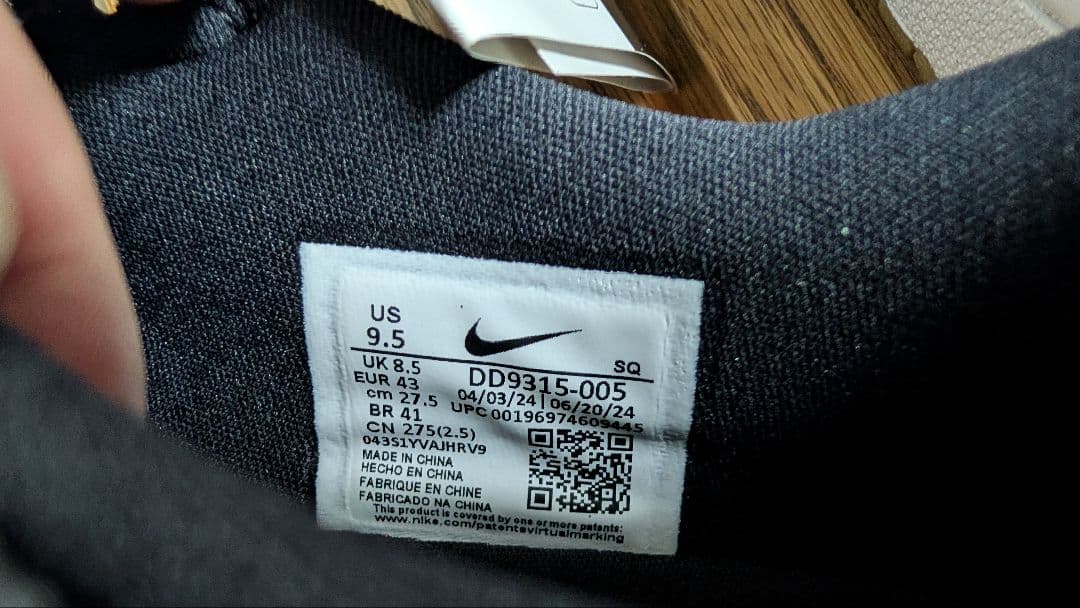 US
9.5
SQ
UK 8.5
DD9315-005
EUR 43
04/03/24 | 06/20/24
cm 27.5
UPC 00196974609445
BR 41
CN 275(2.5)
043S1YVAJHRV9
MADE IN CHINA
HECHO EN CHINA
FABRIQUE EN CHINE
FABRICADO NA CHINA
This product is covered by one or more patents:
www.nike.com/patentsvirtualmarking